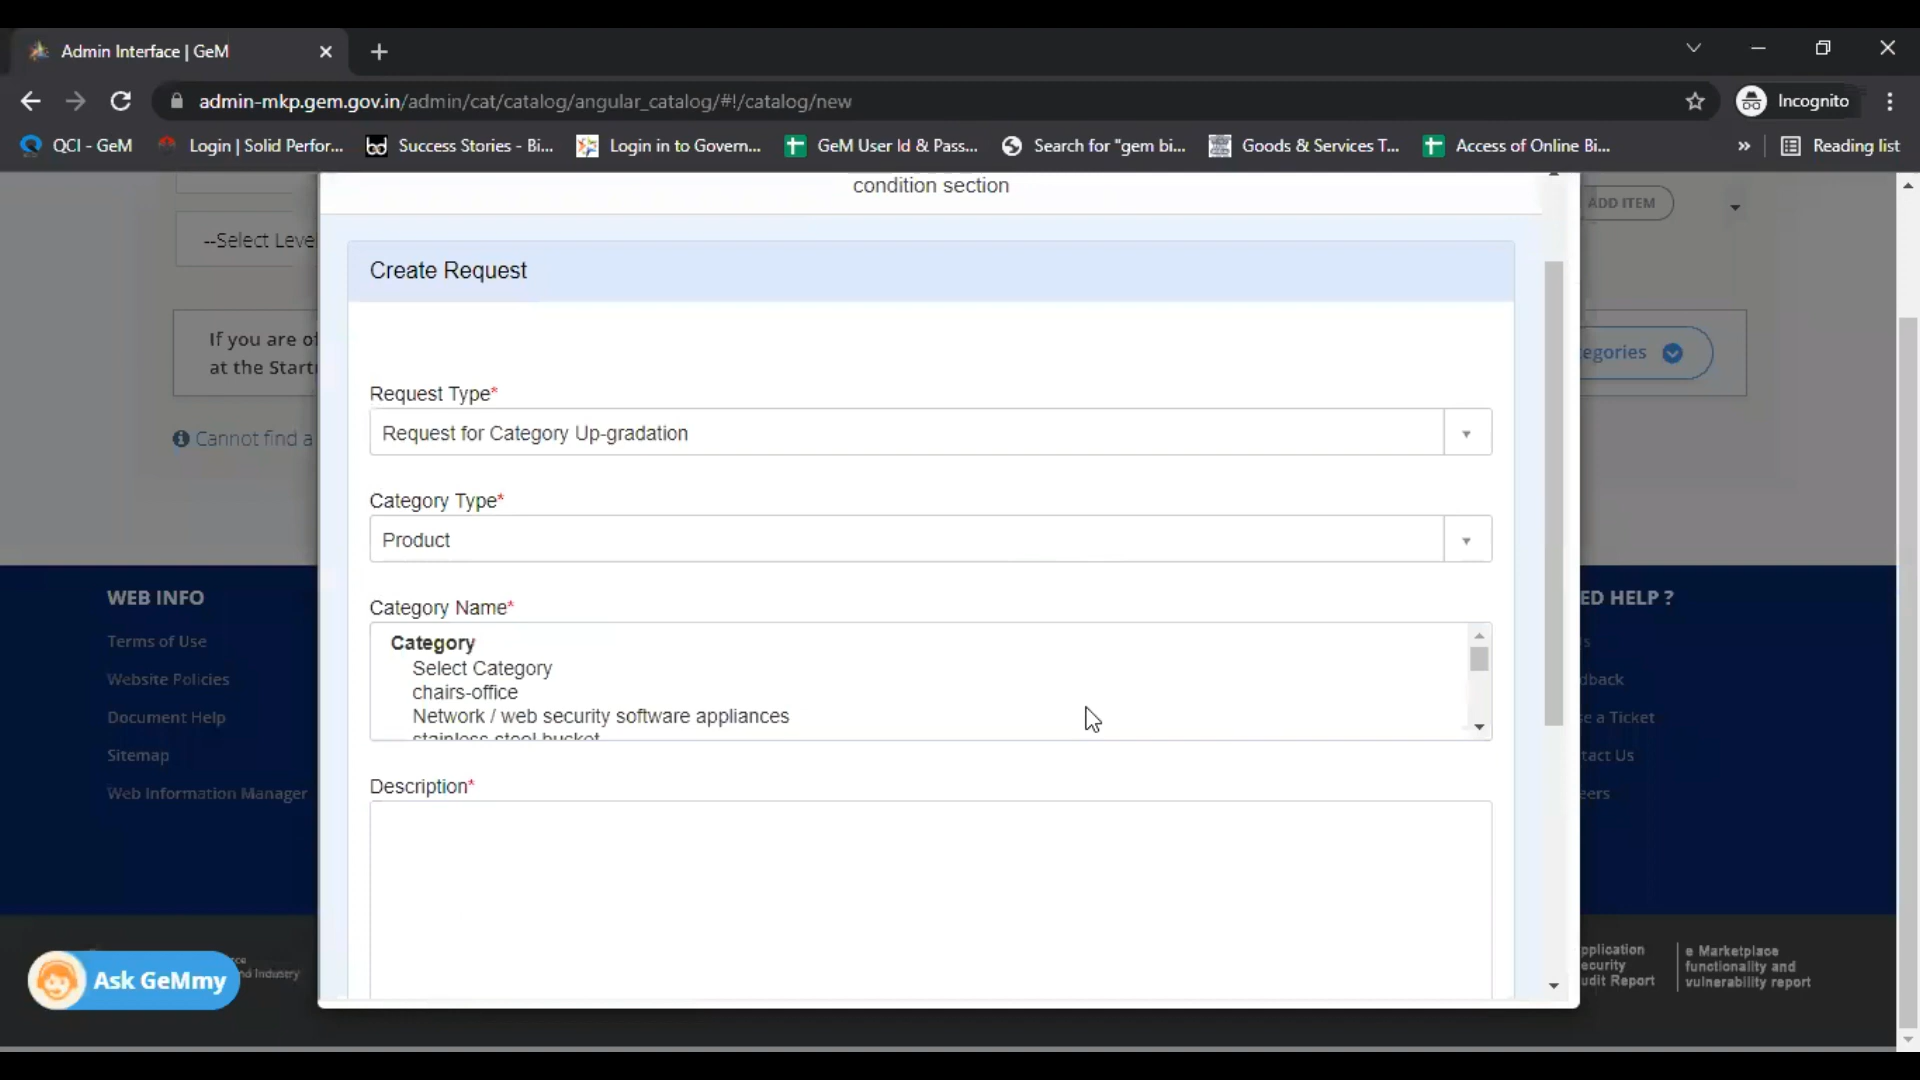 Admin Interface | GeM
admin-mkp.gem.gov.in/admin/cat/catalog/angular_catalog/#!/catalog/new
Incognito
QCI - GeM
Login | Solid Perfor...
Success Stories - Bi...
Login in to Govern...
GeM User Id & Pass...
Search for "gem bi...
Goods & Services T...
Access of Online Bi...
»
Reading list
condition section
ADD ITEM
--Select Leve
Create Request
If you are o
at the Start
egories
Request Type*
Request for Category Up-gradation
Cannot find a
Category Type*
Product
Category Name*
Category
Select Category
chairs-office
Network / web security software appliances
stainless steel bucket
Description*
WEB INFO
Terms of Use
Website Policies
Document Help
Sitemap
Web Information Manager
ED HELP ?
s
dback
e a Ticket
tact Us
eers
Ask GeMmy
rce
nd Industry
pplication
ecurity
udit Report
e Marketplace
functionality and
vulnerability report